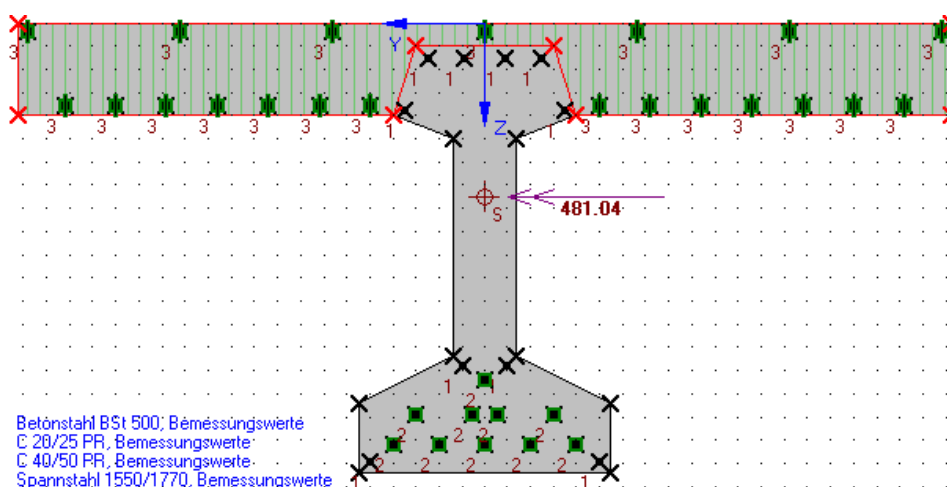 3 3 3 3 3 3
Y
1 1 1 1
3 3 3 3 3 3 3 1 Z 1 3 3 3 3 3 3 3
S 481.04
1 1
2
2 2 2 2
2 2 2 2 2
1 1
Betonstahl BSt 500; Bemessungswerte
C 20/25 PR, Bemessungswerte
C 40/50 PR, Bemessungswerte
Spannstahl 1550/1770, Bemessungswerte